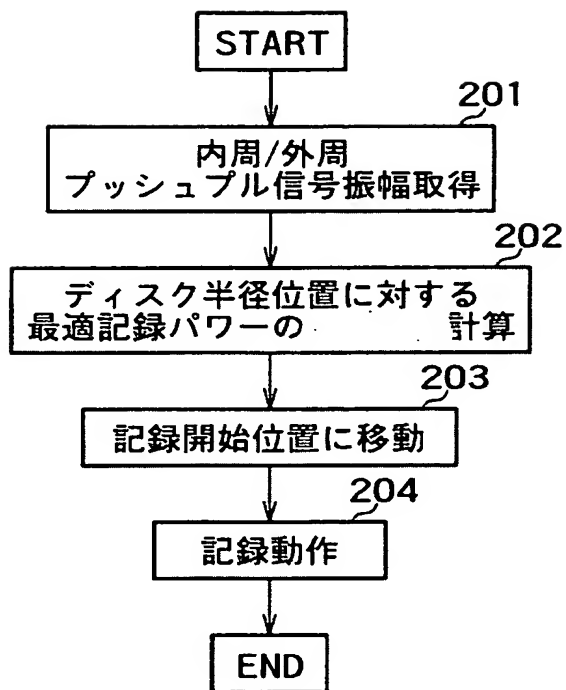 START
201
内周/外周
プッシュプル信号振幅取得
202
ディスク半径位置に対する
最適記録パワーの 計算
203
記録開始位置に移動
204
記録動作
END